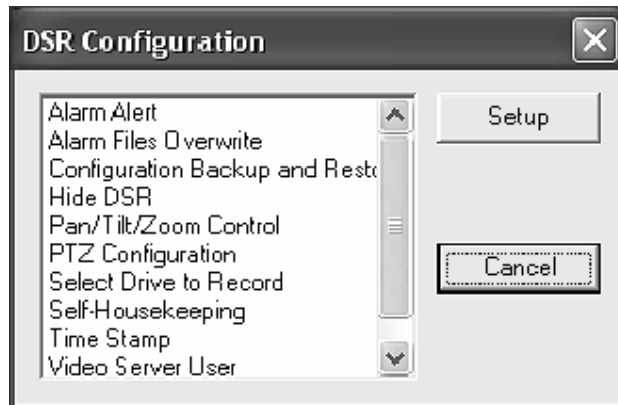 DSR Configuration
Alarm Alert
Alarm Files Overwrite
Configuration Backup and Resto
Hide DSR
Pan/Tilt/Zoom Control
PTZ Configuration
Select Drive to Record
Self-Housekeeping
Time Stamp
Video Server User
Setup
Cancel